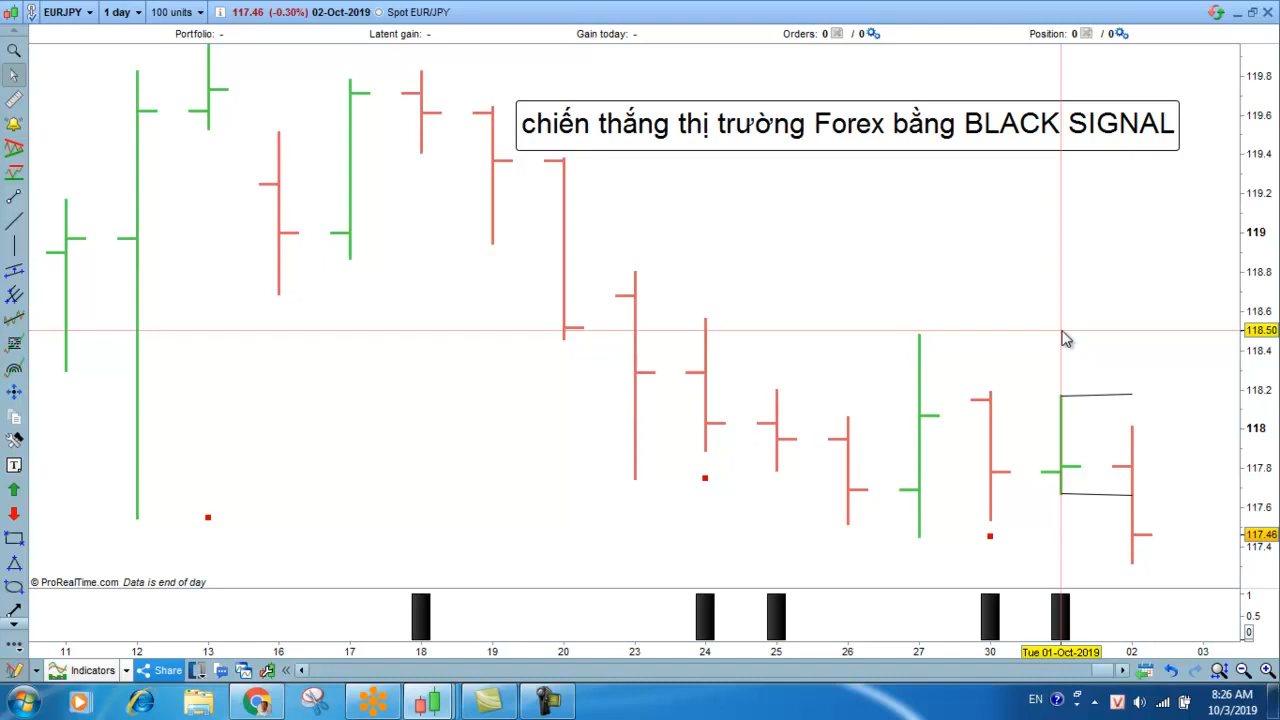 EURJPY 1 day 100 units 117.46 (-0.30%) 02-Oct-2019 Spot EUR/JPY
Portfolio: - Latent gain: - Gain today: - Orders: 0 / 0 Position: 0 / 0
chiến thắng thị trường Forex bằng BLACK SIGNAL
119.8
119.6
119.4
119.2
119
118.8
118.6
118.50
118.4
118.2
118
117.8
117.6
117.46
117.4
© ProRealTime.com Data is end of day
1
0.5
0
11 12 13 16 17 18 19 20 23 24 25 26 27 30 Tue 01-Oct-2019 02 03
Indicators Share
EN
8:26 AM
10/3/2019